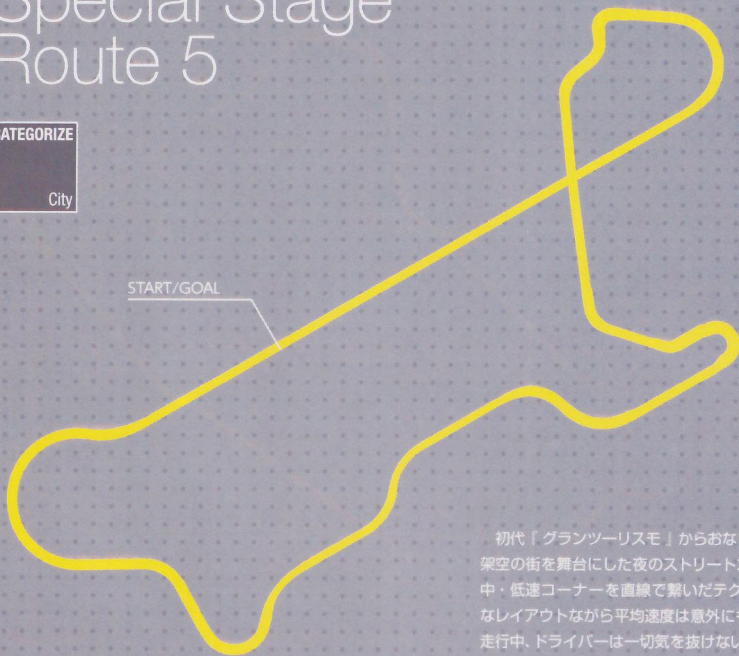 Special Stage
Route 5
CATEGORIZE
City
START/GOAL
初代『グランツーリスモ』からおな
架空の街を舞台にした夜のストリート
中・低速コーナーを直線で繋いだテク
なレイアウトながら平均速度は意外に
走行中、ドライバーは一切気を抜けない